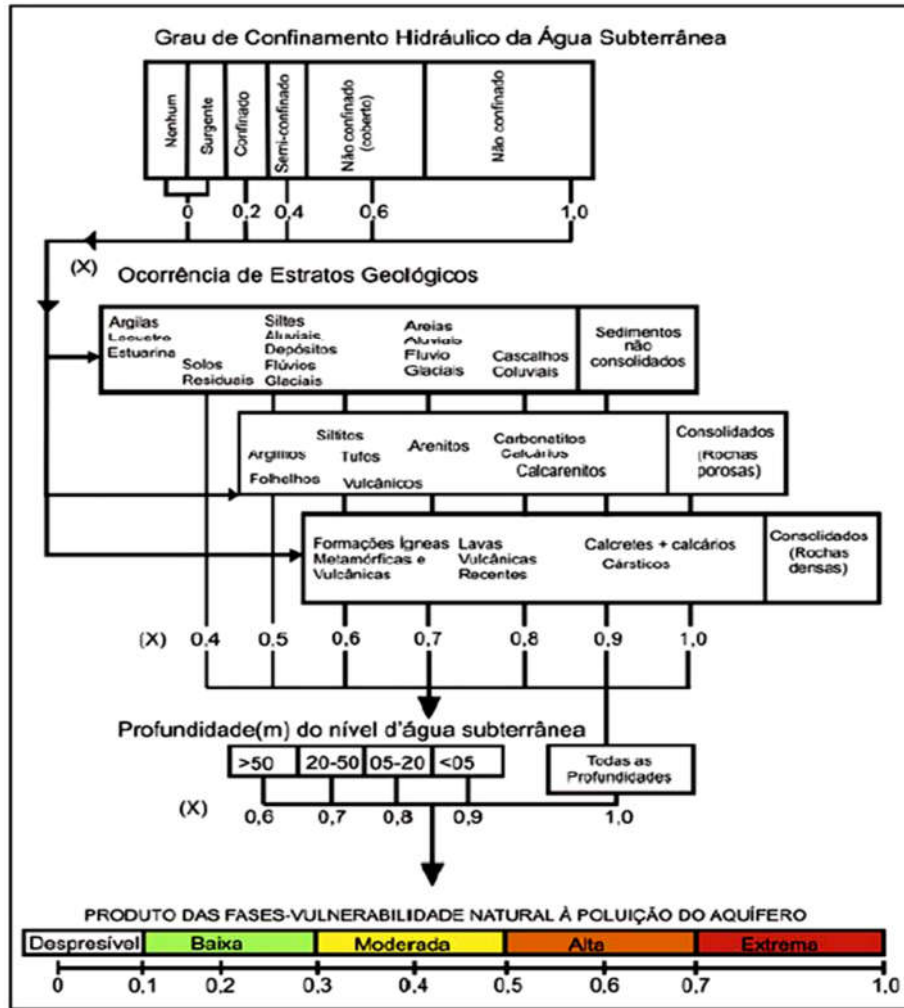 Grau de Confinamento Hidráulico da Água Subterrânea
Nenhum
Surgente
Confinado
Semi-confinado
Não confinado
(coberto)
Não confinado
0
0,2
0,4
0,6
1,0
(X)
Ocorrência de Estratos Geológicos
Argilas
Lacustre
Estuarina
Solos
Residuais
Siltes
Aluviais
Depósitos
Flúvios
Glaciais
Areias
Aluviais
Fluvio
Glaciais
Cascalhos
Coluviais
Sedimentos
não
consolidados
Argilitos
Folhelhos
Siltitos
Tufos
Vulcânicos
Arenitos
Carbonatitos
Calcários
Calcarenitos
Consolidados
(Rochas
porosas)
Formações Ígneas
Metamórficas e
Vulcânicas
Lavas
Vulcânicas
Recentes
Calcretes + calcários
Cársticos
Consolidados
(Rochas
densas)
(X) 0,4 0,5 0,6 0,7 0,8 0,9 1,0
Profundidade(m) do nível d'água subterrânea
>50 20-50 05-20 <05
Todas as
Profundidades
(X) 0,6 0,7 0,8 0,9 1,0
PRODUTO DAS FASES-VULNERABILIDADE NATURAL À POLUIÇÃO DO AQUÍFERO
Despresível Baixa Moderada Alta Extrema
0 0,1 0,2 0,3 0,4 0,5 0,6 0,7 1,0